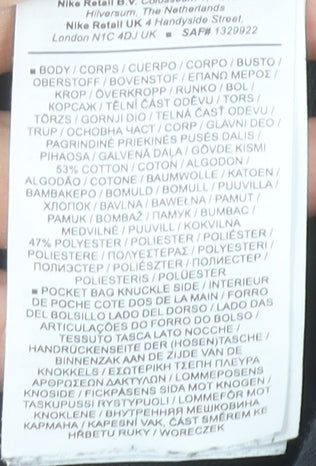 Nike Retail B.V. Colosseum
Hilversum, The Netherlands
Nike Retail UK 4 Handyside Street,
London N1C 4DJ UK ▪ SAF# 1329922
▪ BODY / CORPS / CUERPO / CORPO / BUSTO /
OBERSTOFF / BOVENSTOF / ΕΠΑΝΩ ΜΕΡΟΣ /
KROP / ÖVERKROPP / RUNKO / BOL /
КОРСАЖ / TĚLNÍ ČÁST ODĚVU / TORS /
TÖRZS / GORNJI DIO / TELNÁ ČASŤ ODEVU /
TRUP / ОСНОВНА ЧАСТ / CORP / GLAVNI DEO /
PAGRINDINĖ PRIEKINĖS PUSĖS DALIS /
PIHAOSA / GALVENĀ DAĻA / GÖVDE KISMI
53% COTTON / COTON / ALGODON /
ALGODÃO / COTONE / BAUMWOLLE / KATOEN /
ΒΑΜΒΑΚΕΡΟ / BOMULD / BOMULL / PUUVILLA /
ХЛОПОК / BAVLNA / BAWEŁNA / PAMUT /
PAMUK / BOMBAŽ / ПАМУК / BUMBAC /
MEDVILNĖ / PUUVILL / KOKVILNA
47% POLYESTER / POLIESTER / POLIÉSTER /
POLIESTERE / ΠΟΛΥΕΣΤΕΡΑΣ / POLYESTERI /
ПОЛИЭСТЕР / POLIÉSZTER / ПОЛИЕСТЕР /
POLIESTERIS / POLÜESTER
▪ POCKET BAG KNUCKLE SIDE / INTERIEUR
DE POCHE COTE DOS DE LA MAIN / FORRO
DEL BOLSILLO LADO DEL DORSO / LADO DAS
ARTICULAÇÕES DO FORRO DO BOLSO /
TESSUTO TASCA LATO NOCCHE /
HANDRÜCKENSEITE DER (HOSEN)TASCHE /
BINNENZAK AAN DE ZIJDE VAN DE
KNOKKELS / ΕΣΩΤΕΡΙΚΗ ΤΣΕΠΗ ΠΛΕΥΡΑ
ΑΡΘΡΩΣΕΩΝ ΔΑΚΤΥΛΩΝ / LOMMEPOSENS
KNOSIDE / FICKPÅSENS SIDA MOT KNOGEN /
TASKUPUSSI RYSTYPUOLI / LOMMEFÔR MOT
KNOKLENE / ВНУТРЕННЯЯ МЕШКОВИНА
КАРМАНА / KAPESNÍ VAK, ČÁST SMĚREM KE
HŘBETU RUKY / WORECZEK